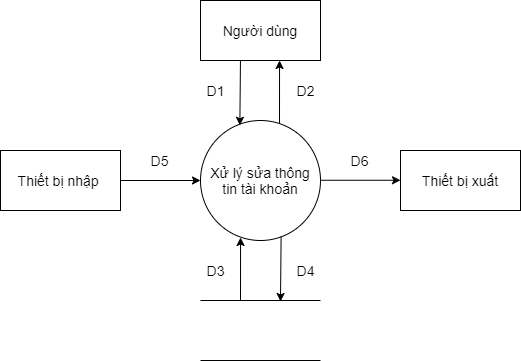 Người dùng
D1
D2
Thiết bị nhập
D5
Xử lý sửa thông
tin tài khoản
D6
Thiết bị xuất
D3
D4